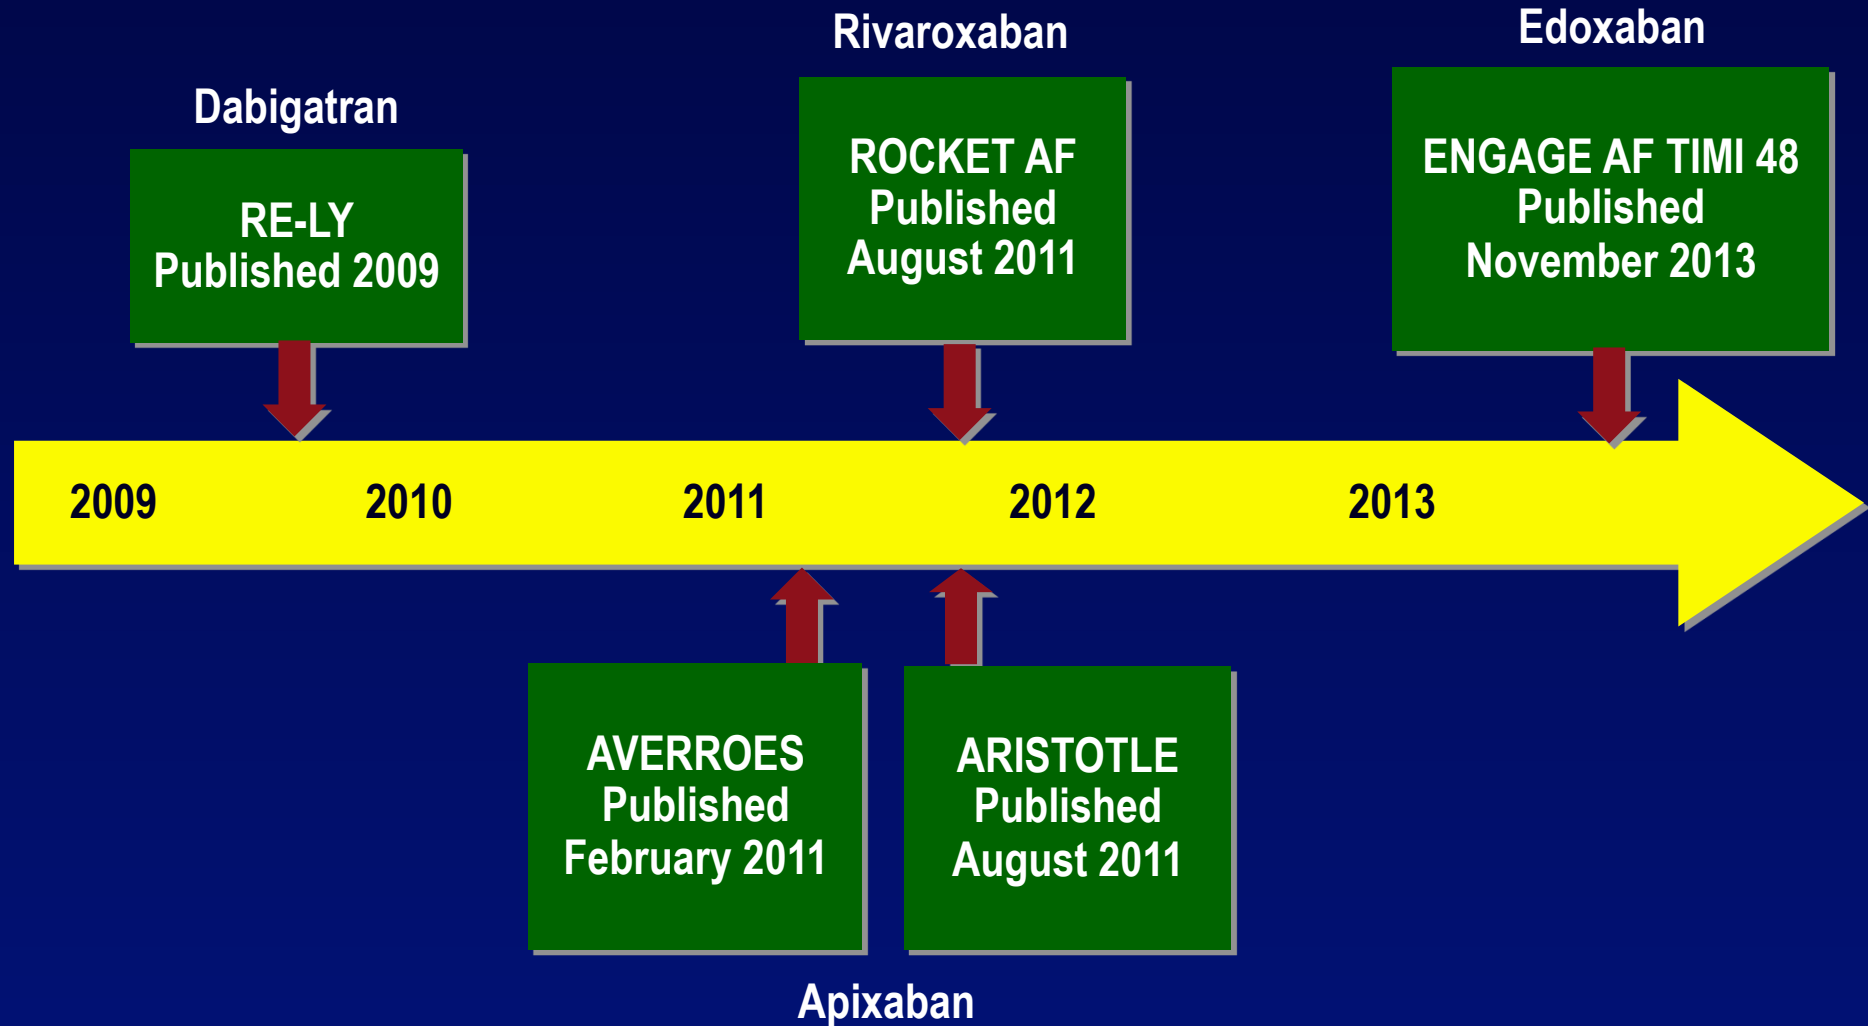 Dabigatran
RE-LY
Published 2009
Rivaroxaban
ROCKET AF
Published
August 2011
Edoxaban
ENGAGE AF TIMI 48
Published
November 2013
2009
2010
2011
2012
2013
AVERROES
Published
February 2011
ARISTOTLE
Published
August 2011
Apixaban